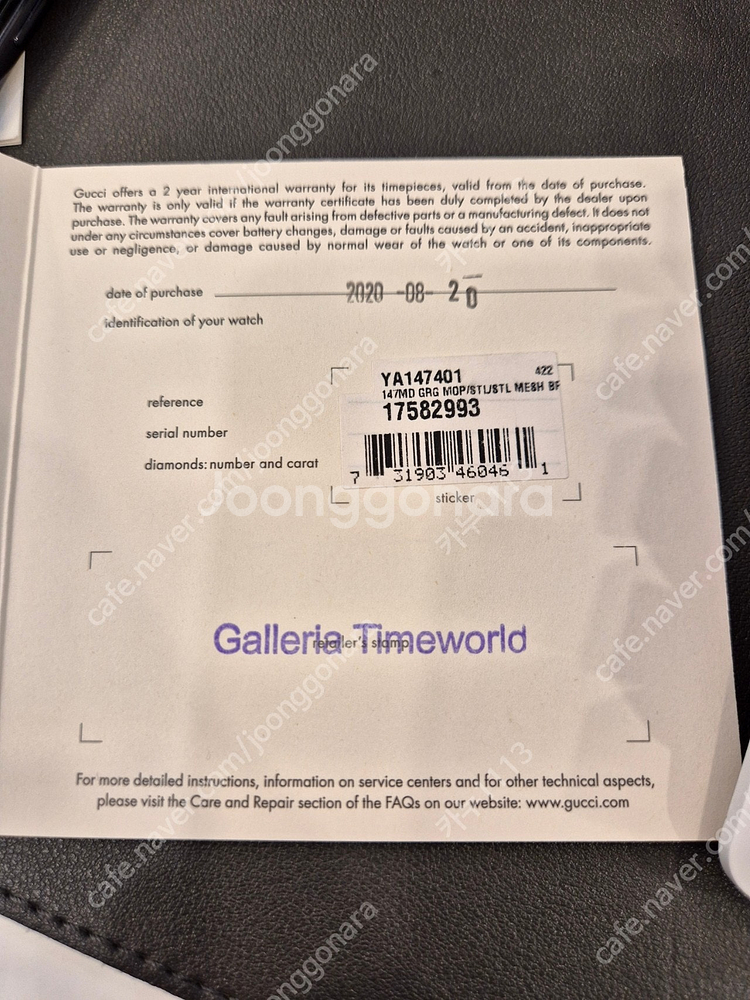 Gucci offers a 2 year international warranty for its timepieces, valid from the date of purchase.
The warranty is only valid if the warranty certificate has been duly completed by the dealer upon
purchase. The warranty covers any fault arising from defective parts or a manufacturing defect. It does not
under any circumstances cover battery changes, damage or faults caused by an accident, inappropriate
use or negligence, or damage caused by normal wear of the watch or one of its components.
date of purchase 2020 -08- 20
identification of your watch
YA147401 422
147MD GRG MOP/STL/STL MESH BR
reference
17582993
serial number
diamonds: number and carat
7 31903 46046 1
sticker
Joonggonara
Galleria Timeworld
retailer's stamp
For more detailed instructions, information on service centers and for other technical aspects,
please visit the Care and Repair section of the FAQs on our website: www.gucci.com
cafe.naver.com/joonggonara